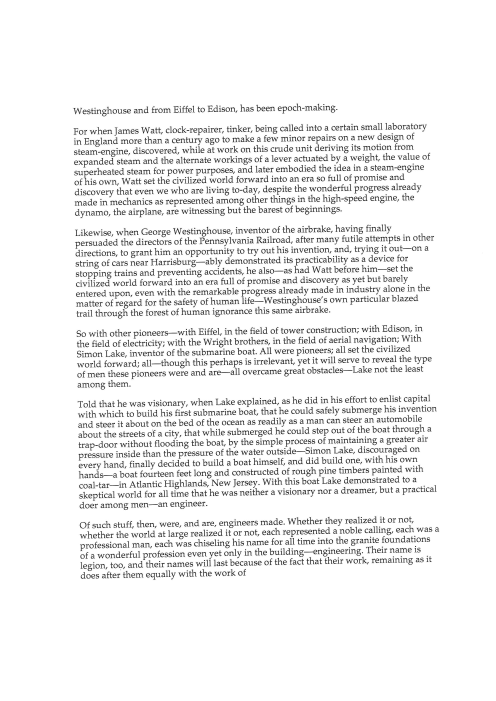 Westinghouse and from Eiffel to Edison, has been epoch-making.
For when James Watt, clock-repairer, tinker, being called into a certain small laboratory
in England more than a century ago to make a few minor repairs on a new design of
steam-engine, discovered, while at work on this crude unit deriving its motion from
expanded steam and the alternate workings of a lever actuated by a weight, the value of
superheated steam for power purposes, and later embodied the idea in a steam-engine
of his own, Watt set the civilized world forward into an era so full of promise and
discovery that even we who are living to-day, despite the wonderful progress already
made in mechanics as represented among other things in the high-speed engine, the
dynamo, the airplane, are witnessing but the barest of beginnings.
Likewise, when George Westinghouse, inventor of the airbrake, having finally
persuaded the directors of the Pennsylvania Railroad, after many futile attempts in other
directions, to grant him an opportunity to try out his invention, and, trying it out—on a
string of cars near Harrisburg—ably demonstrated its practicability as a device for
stopping trains and preventing accidents, he also—as had Watt before him—set the
civilized world forward into an era full of promise and discovery as yet but barely
entered upon, even with the remarkable progress already made in industry alone in the
matter of regard for the safety of human life—Westinghouse's own particular blazed
trail through the forest of human ignorance this same airbrake.
So with other pioneers—with Eiffel, in the field of tower construction; with Edison, in
the field of electricity; with the Wright brothers, in the field of aerial navigation; With
Simon Lake, inventor of the submarine boat. All were pioneers; all set the civilized
world forward; all—though this perhaps is irrelevant, yet it will serve to reveal the type
of men these pioneers were and are—all overcame great obstacles—Lake not the least
among them.
Told that he was visionary, when Lake explained, as he did in his effort to enlist capital
with which to build his first submarine boat, that he could safely submerge his invention
and steer it about on the bed of the ocean as readily as a man can steer an automobile
about the streets of a city, that while submerged he could step out of the boat through a
trap-door without flooding the boat, by the simple process of maintaining a greater air
pressure inside than the pressure of the water outside—Simon Lake, discouraged on
every hand, finally decided to build a boat himself, and did build one, with his own
hands—a boat fourteen feet long and constructed of rough pine timbers painted with
coal-tar—in Atlantic Highlands, New Jersey. With this boat Lake demonstrated to a
skeptical world for all time that he was neither a visionary nor a dreamer, but a practical
doer among men—an engineer.
Of such stuff, then, were, and are, engineers made. Whether they realized it or not,
whether the world at large realized it or not, each represented a noble calling, each was a
professional man, each was chiseling his name for all time into the granite foundations
of a wonderful profession even yet only in the building—engineering. Their name is
legion, too, and their names will last because of the fact that their work, remaining as it
does after them equally with the work of